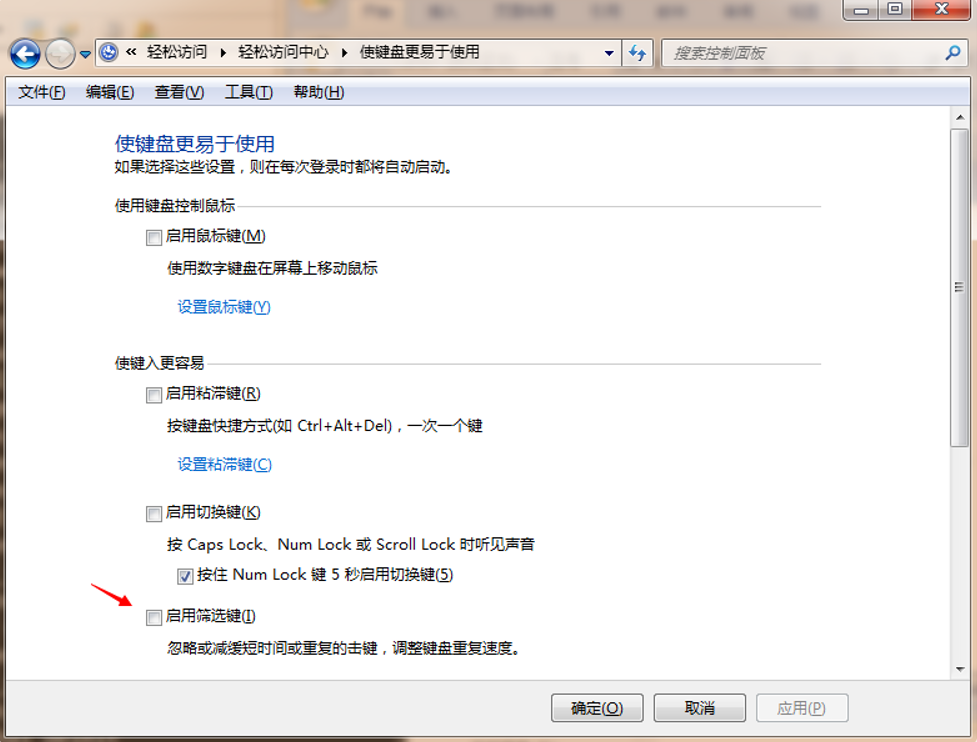 « 轻松访问 ▸ 轻松访问中心 ▸ 使键盘更易于使用
搜索控制面板
文件(F) 编辑(E) 查看(V) 工具(T) 帮助(H)
使键盘更易于使用
如果选择这些设置，则在每次登录时都将自动启动。
使用键盘控制鼠标
启用鼠标键(M)
使用数字键盘在屏幕上移动鼠标
设置鼠标键(Y)
使键入更容易
启用粘滞键(R)
按键盘快捷方式(如 Ctrl+Alt+Del)，一次一个键
设置粘滞键(C)
启用切换键(K)
按 Caps Lock、Num Lock 或 Scroll Lock 时听见声音
按住 Num Lock 键 5 秒启用切换键(5)
启用筛选键(I)
忽略或减缓短时间或重复的击键，调整键盘重复速度。
确定(O) 取消 应用(P)